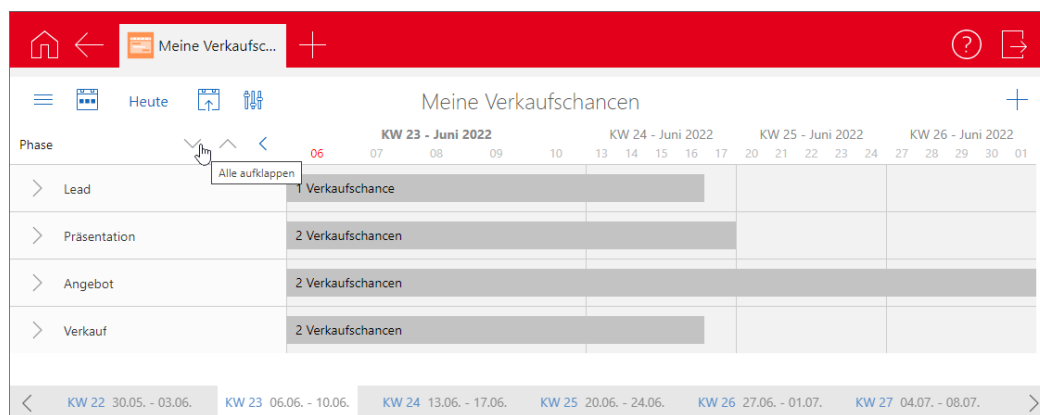 Meine Verkaufsc...
Heute
Meine Verkaufschancen
Phase
KW 23 - Juni 2022 KW 24 - Juni 2022 KW 25 - Juni 2022 KW 26 - Juni 2022
06 07 08 09 10 13 14 15 16 17 20 21 22 23 24 27 28 29 30 01
Alle aufklappen
Lead 1 Verkaufschance
Präsentation 2 Verkaufschancen
Angebot 2 Verkaufschancen
Verkauf 2 Verkaufschancen
KW 22 30.05. - 03.06. KW 23 06.06. - 10.06. KW 24 13.06. - 17.06. KW 25 20.06. - 24.06. KW 26 27.06. - 01.07. KW 27 04.07. - 08.07.